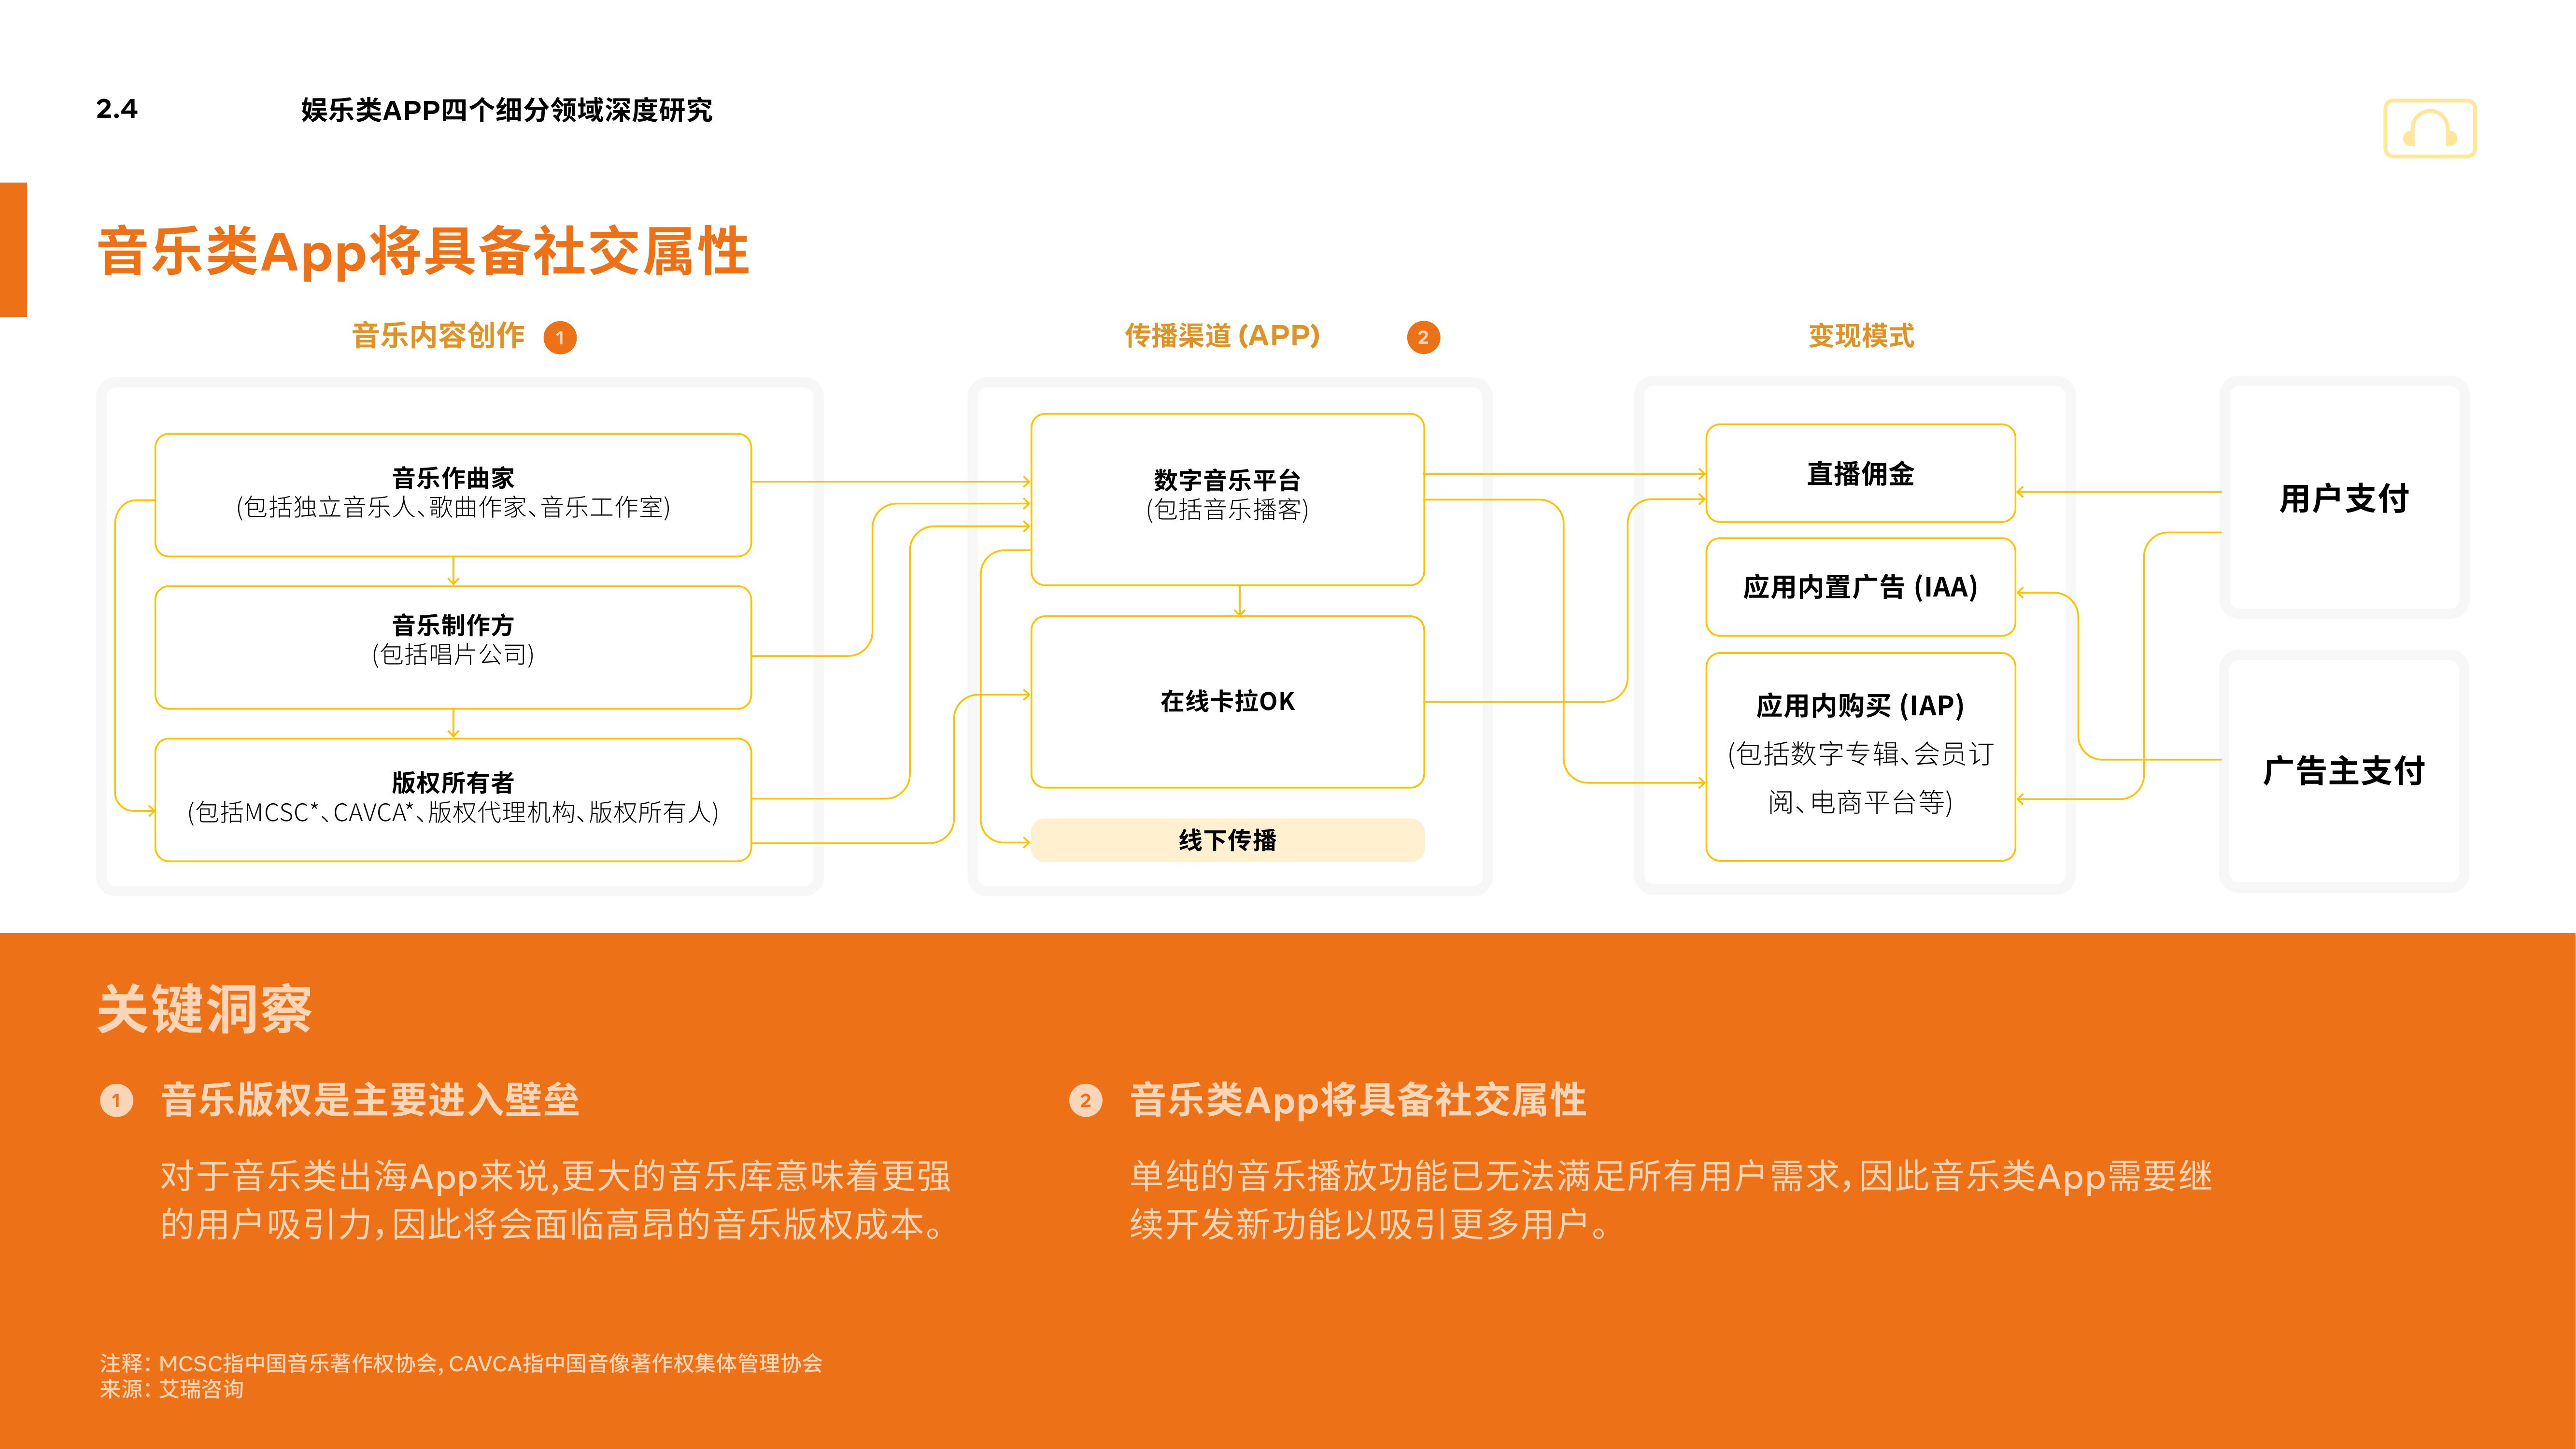 2.4
娱乐类APP四个细分领域深度研究
音乐类App将具备社交属性
音乐内容创作 1
音乐作曲家
(包括独立音乐人、歌曲作家、音乐工作室)
音乐制作方
(包括唱片公司)
版权所有者
(包括MCSC*、CAVCA*、版权代理机构、版权所有人)
传播渠道 (APP) 2
数字音乐平台
(包括音乐播客)
在线卡拉OK
线下传播
变现模式
直播佣金
应用内置广告 (IAA)
应用内购买 (IAP)
(包括数字专辑、会员订
阅、电商平台等)
用户支付
广告主支付
关键洞察
1 音乐版权是主要进入壁垒
对于音乐类出海App来说,更大的音乐库意味着更强
的用户吸引力,因此将会面临高昂的音乐版权成本。
2 音乐类App将具备社交属性
单纯的音乐播放功能已无法满足所有用户需求,因此音乐类App需要继
续开发新功能以吸引更多用户。
注释: MCSC指中国音乐著作权协会, CAVCA指中国音像著作权集体管理协会
来源: 艾瑞咨询